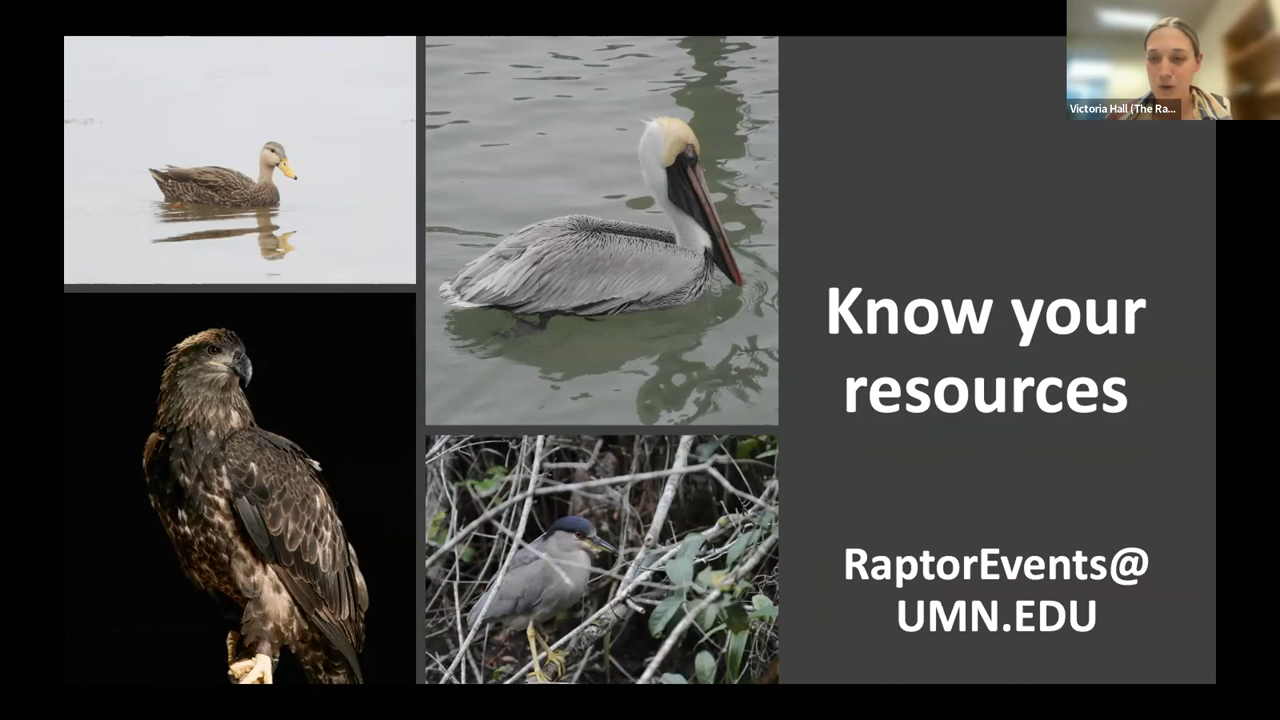 Victoria Hall (The Ra...
Know your
resources
RaptorEvents@
UMN.EDU